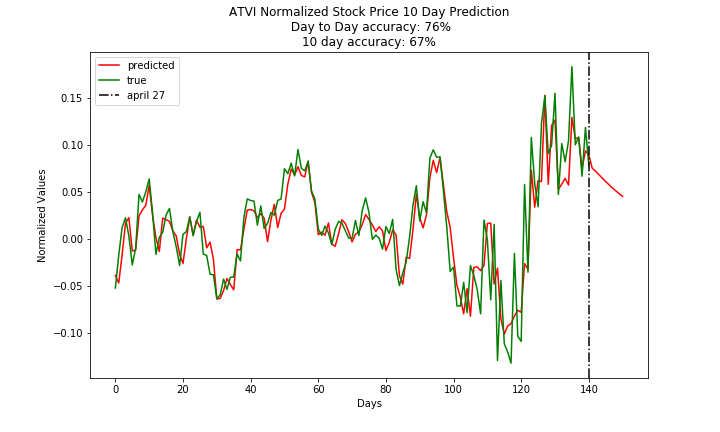 ATVI Normalized Stock Price 10 Day Prediction
Day to Day accuracy: 76%
10 day accuracy: 67%
predicted
true
april 27
0.15
0.10
0.05
0.00
−0.05
−0.10
Normalized Values
0 20 40 60 80 100 120 140
Days